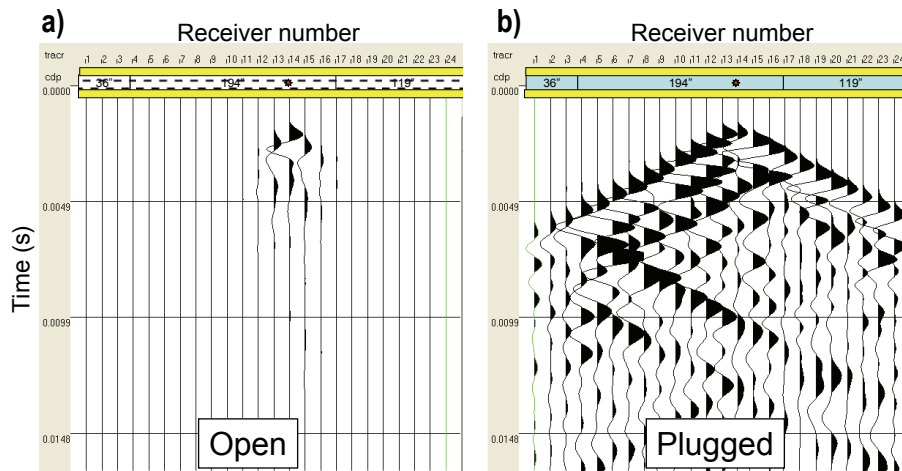 a)
Receiver number
tracr
1 2 3 4 5 6 7 8 9 10 11 12 13 14 15 16 17 18 19 20 21 22 23 24
cdp
36" 194" 119"
0.0000
0.0049
Time (s)
0.0099
0.0148
Open
b)
Receiver number
tracr
1 2 3 4 5 6 7 8 9 10 11 12 13 14 15 16 17 18 19 20 21 22 23 24
cdp
36" 194" 119"
0.0000
0.0049
0.0099
0.0148
Plugged